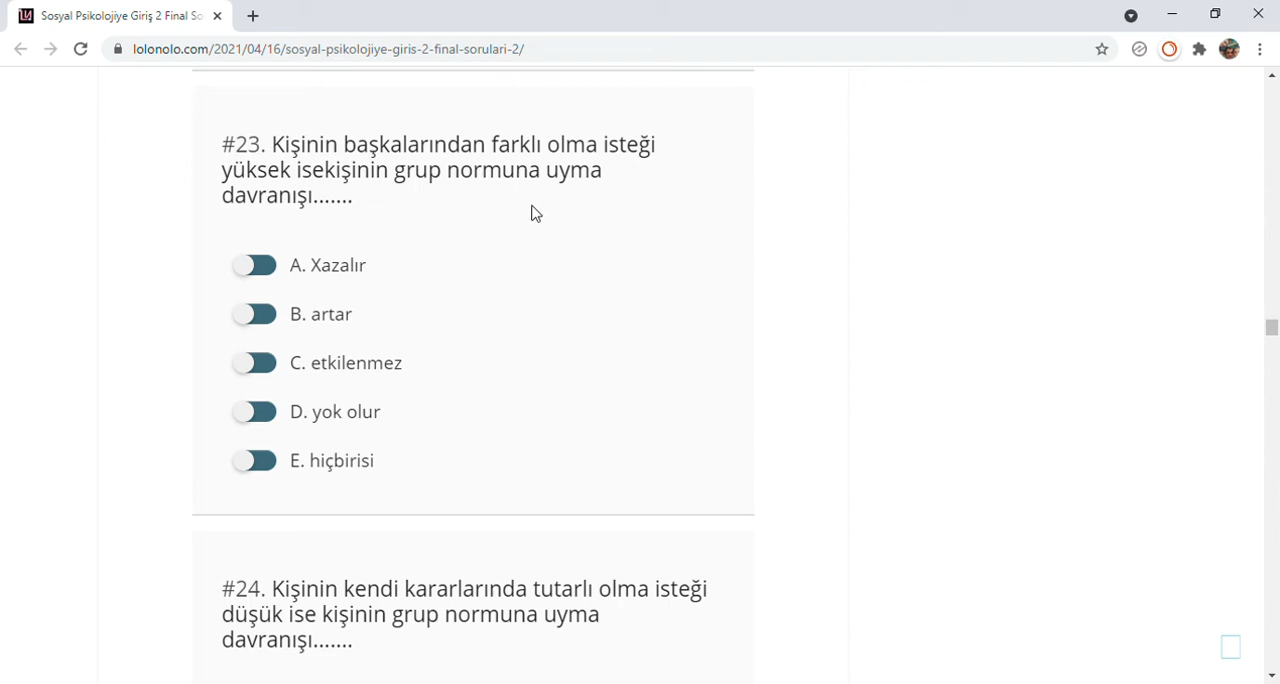 Sosyal Psikolojiye Giriş 2 Final So
lolonolo.com/2021/04/16/sosyal-psikolojiye-giris-2-final-sorulari-2/
#23. Kişinin başkalarından farklı olma isteği
yüksek isekişinin grup normuna uyma
davranışı.......
A. Xazalır
B. artar
C. etkilenmez
D. yok olur
E. hiçbirisi
#24. Kişinin kendi kararlarında tutarlı olma isteği
düşük ise kişinin grup normuna uyma
davranışı.......